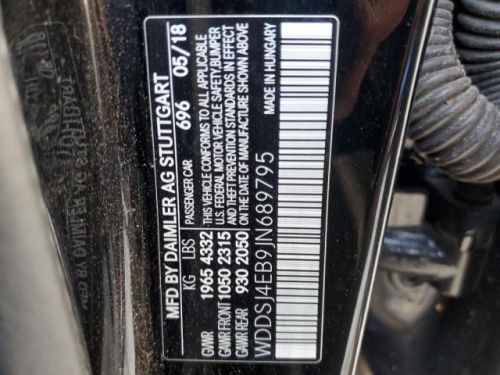 MFD BY DAIMLER AG STUTTGART
PASSENGER CAR 696 05/18
KG LBS
GVWR 1965 4332
GAWR FRONT 1050 2315
GAWR REAR 930 2050
THIS VEHICLE CONFORMS TO ALL APPLICABLE
U.S. FEDERAL MOTOR VEHICLE SAFETY, BUMPER
AND THEFT PREVENTION STANDARDS IN EFFECT
ON THE DATE OF MANUFACTURE SHOWN ABOVE
WDDSJ4EB9JN689795
MADE IN HUNGARY